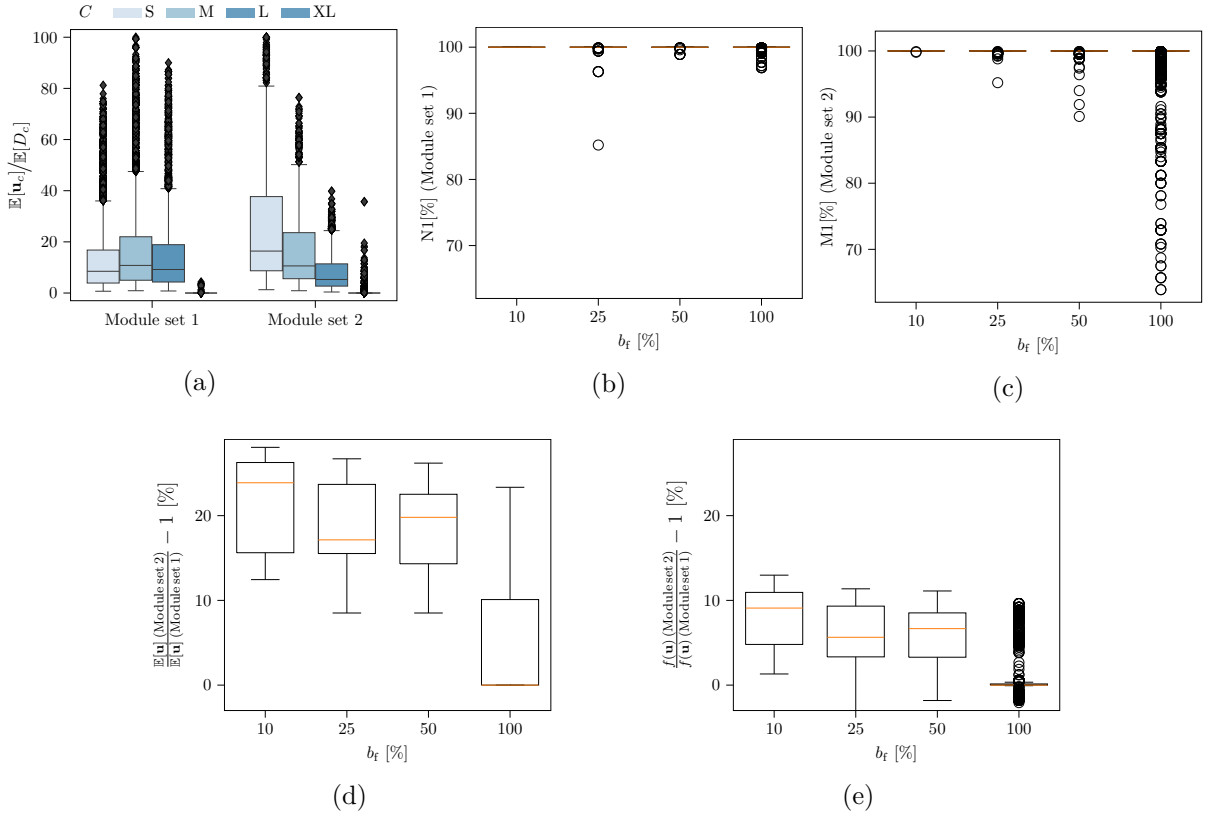 C S M L XL
100
80
60
40
20
0
𝔼[𝐮_c]/𝔼[D_c]
Module set 1 Module set 2
(a)
100
90
80
70
N1[%] (Module set 1)
10 25 50 100
b_f [%]
(b)
100
90
80
70
M1[%] (Module set 2)
10 25 50 100
b_f [%]
(c)
20
10
0
𝔼[𝐮] (Module set 2)
𝔼[𝐮] (Module set 1)
− 1 [%]
10 25 50 100
b_f [%]
(d)
20
10
0
f(𝐮) (Module set 2)
f(𝐮) (Module set 1)
− 1 [%]
10 25 50 100
b_f [%]
(e)